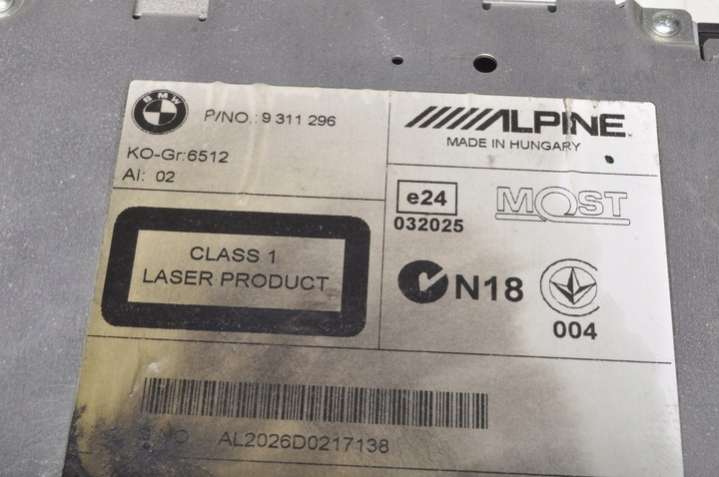 BMW
P/NO.: 9 311 296
KO-Gr:6512
AI: 02
CLASS 1
LASER PRODUCT
ALPINE
MADE IN HUNGARY
e24
032025
MOST
N18
004
AL2026D0217138